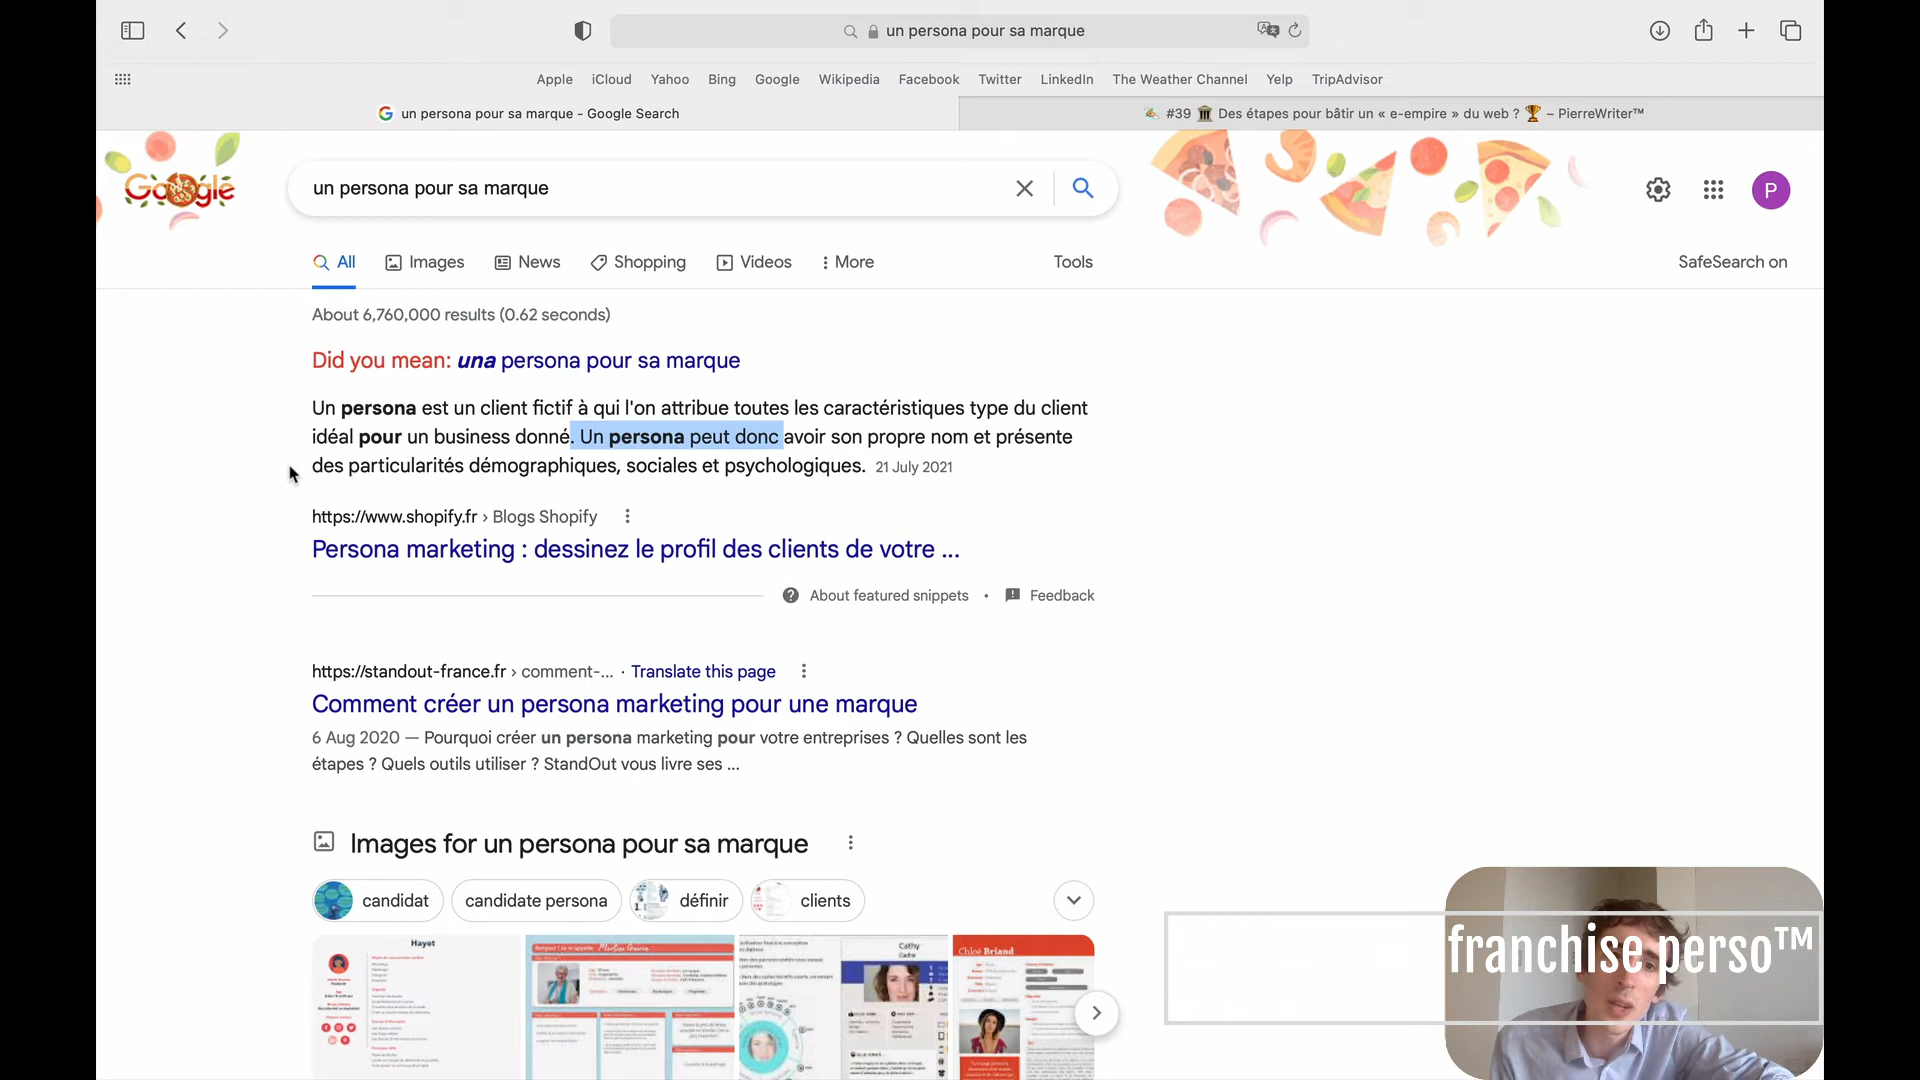 un persona pour sa marque
Apple iCloud Yahoo Bing Google Wikipedia Facebook Twitter LinkedIn The Weather Channel Yelp TripAdvisor
un persona pour sa marque - Google Search
#39 🏛 Des étapes pour bâtir un « e-empire » du web ? 🏆 – PierreWriter™
Google
un persona pour sa marque
P
All Images News Shopping Videos More Tools SafeSearch on
About 6,760,000 results (0.62 seconds)
Did you mean: una persona pour sa marque
Un persona est un client fictif à qui l'on attribue toutes les caractéristiques type du client
idéal pour un business donné. Un persona peut donc avoir son propre nom et présente
des particularités démographiques, sociales et psychologiques. 21 July 2021
https://www.shopify.fr › Blogs Shopify
Persona marketing : dessinez le profil des clients de votre ...
About featured snippets • Feedback
https://standout-france.fr › comment-... · Translate this page
Comment créer un persona marketing pour une marque
6 Aug 2020 — Pourquoi créer un persona marketing pour votre entreprises ? Quelles sont les
étapes ? Quels outils utiliser ? StandOut vous livre ses ...
Images for un persona pour sa marque
candidat candidate persona définir clients
Hayet
Cathy
Chloé Briand
franchise perso™